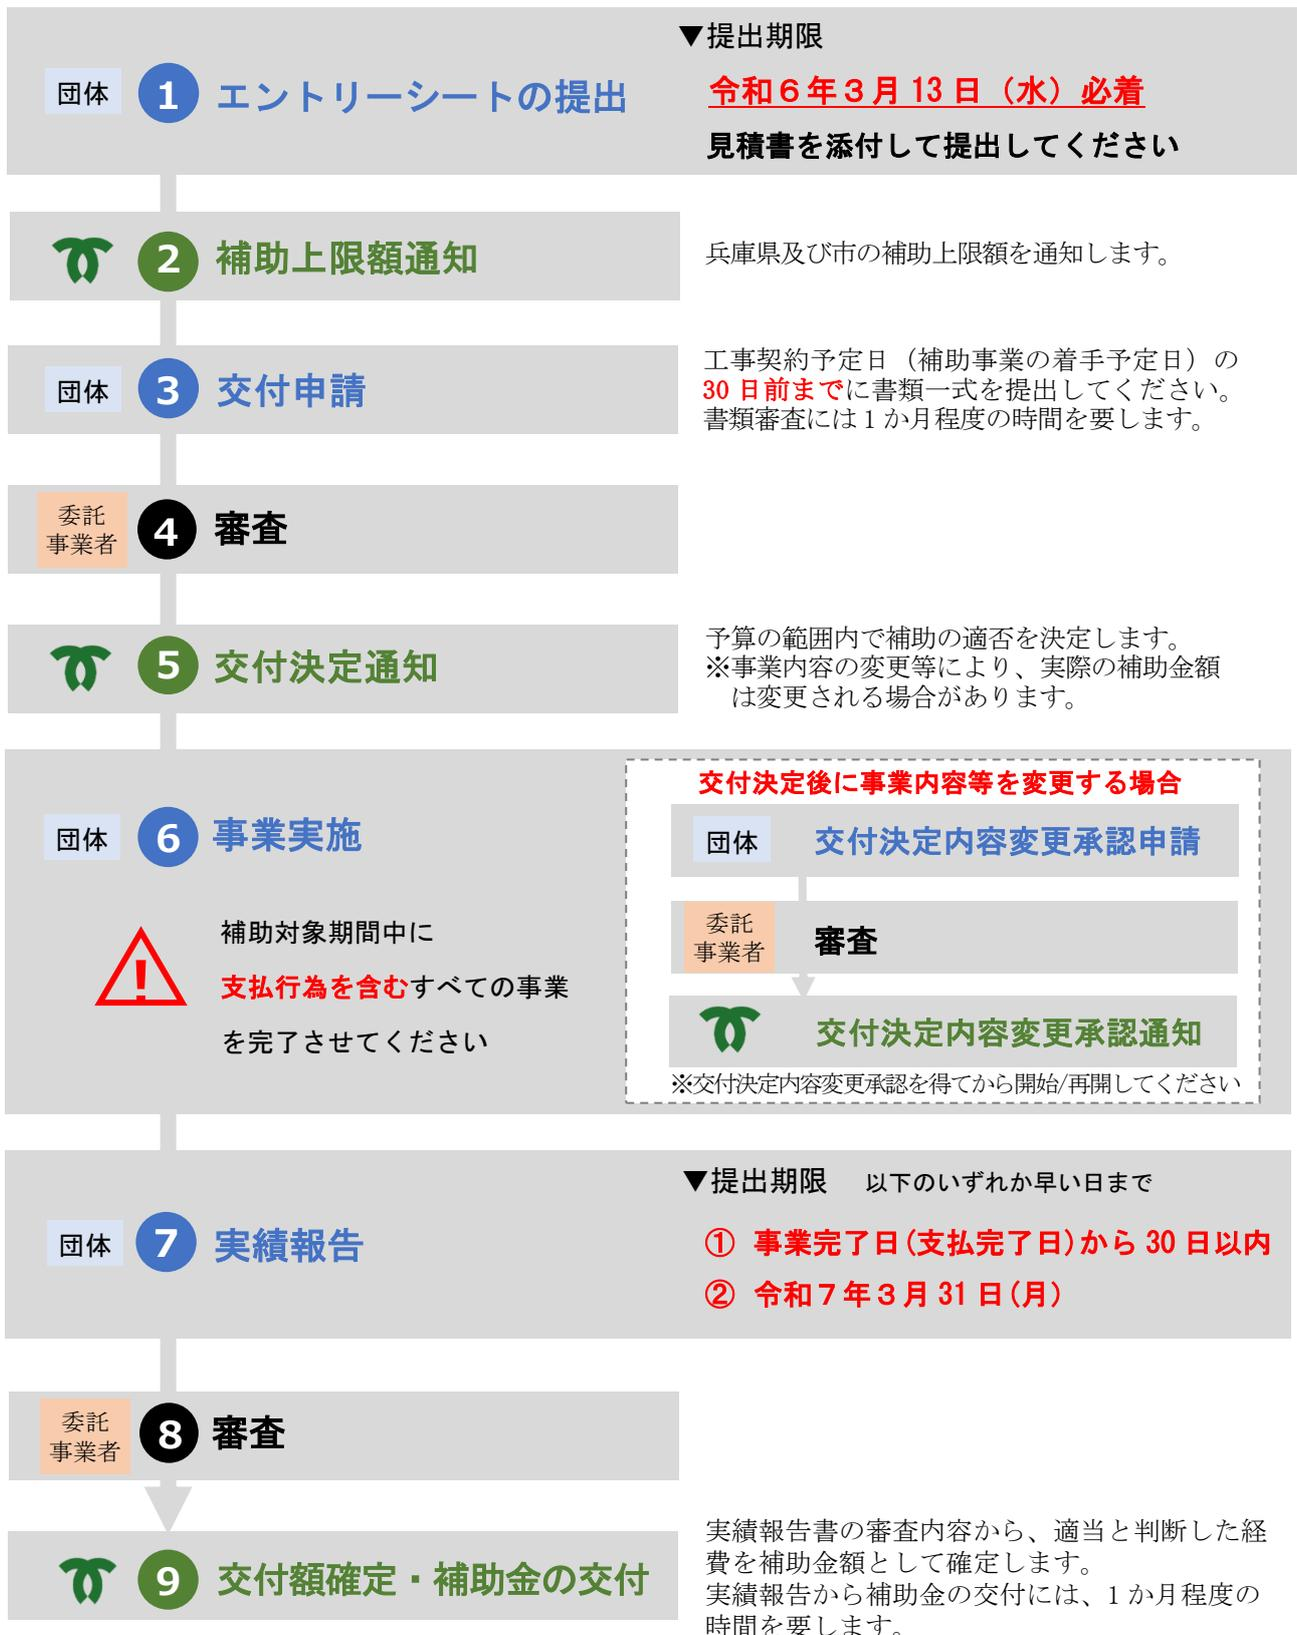 ▼提出期限
団体 1 エントリーシートの提出
令和６年３月 13 日（水）必着
見積書を添付して提出してください
2 補助上限額通知
兵庫県及び市の補助上限額を通知します。
団体 3 交付申請
工事契約予定日（補助事業の着手予定日）の
30 日前までに書類一式を提出してください。
書類審査には１か月程度の時間を要します。
委託
事業者
4 審査
5 交付決定通知
予算の範囲内で補助の適否を決定します。
※事業内容の変更等により、実際の補助金額
は変更される場合があります。
団体 6 事業実施
補助対象期間中に
支払行為を含むすべての事業
を完了させてください
交付決定後に事業内容等を変更する場合
団体 交付決定内容変更承認申請
委託
事業者
審査
交付決定内容変更承認通知
※交付決定内容変更承認を得てから開始/再開してください
団体 7 実績報告
▼提出期限 以下のいずれか早い日まで
① 事業完了日(支払完了日)から 30 日以内
② 令和７年３月 31 日(月)
委託
事業者
8 審査
9 交付額確定・補助金の交付
実績報告書の審査内容から、適当と判断した経
費を補助金額として確定します。
実績報告から補助金の交付には、1 か月程度の
時間を要します。